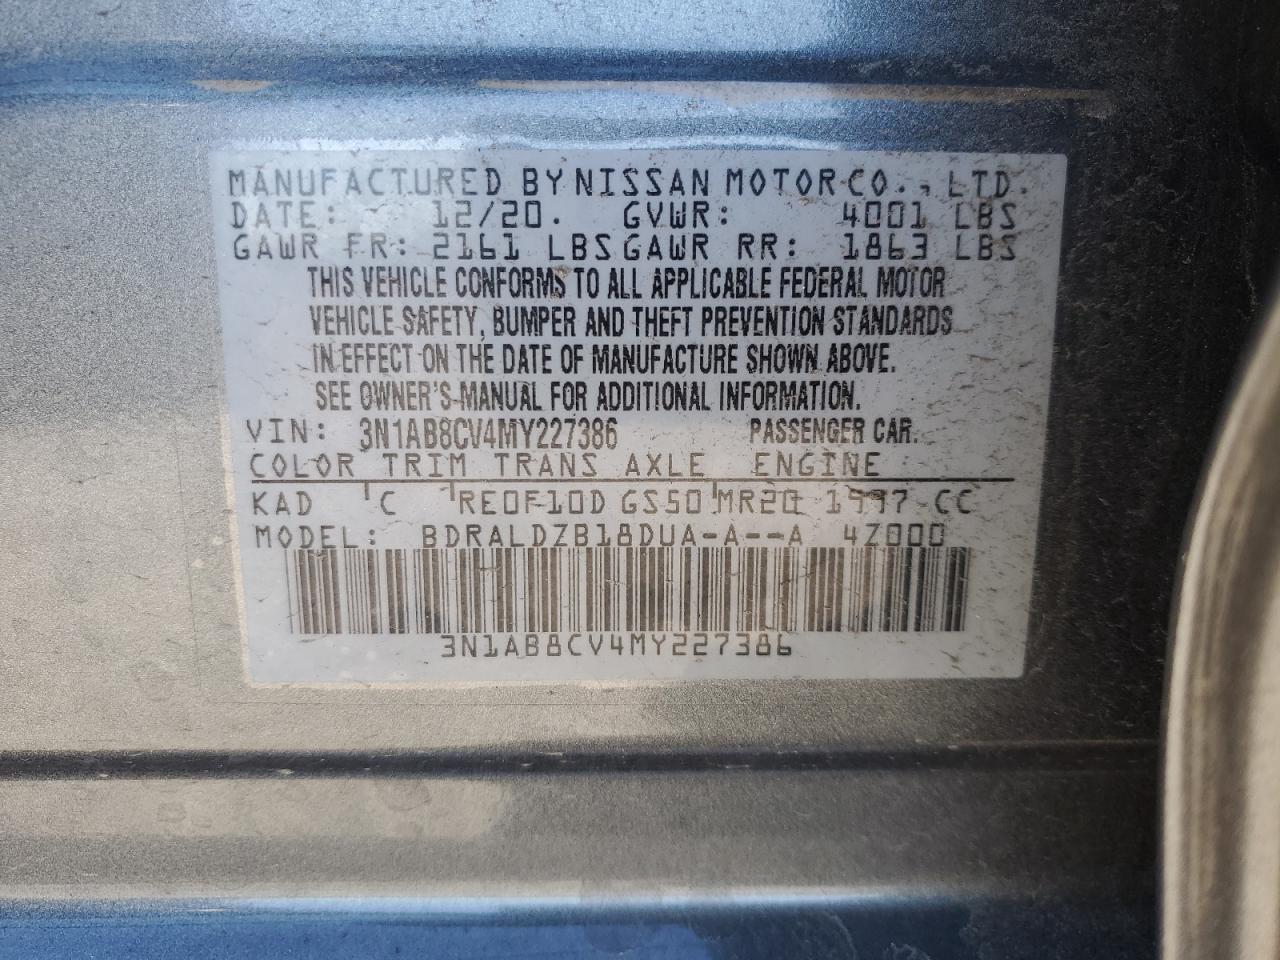 MANUFACTURED BY NISSAN MOTOR CO., LTD.
DATE: 12/20. GVWR: 4001 LBS
GAWR FR: 2161 LBS GAWR RR: 1863 LBS
THIS VEHICLE CONFORMS TO ALL APPLICABLE FEDERAL MOTOR
VEHICLE SAFETY, BUMPER AND THEFT PREVENTION STANDARDS
IN EFFECT ON THE DATE OF MANUFACTURE SHOWN ABOVE.
SEE OWNER'S MANUAL FOR ADDITIONAL INFORMATION.
VIN: 3N1AB8CV4MY227386 PASSENGER CAR.
COLOR TRIM TRANS AXLE ENGINE
KAD C RE0F10D GS50 MR20 1997 CC
MODEL: BDRALDZB18DUA-A--A 4Z000
3N1AB8CV4MY227386